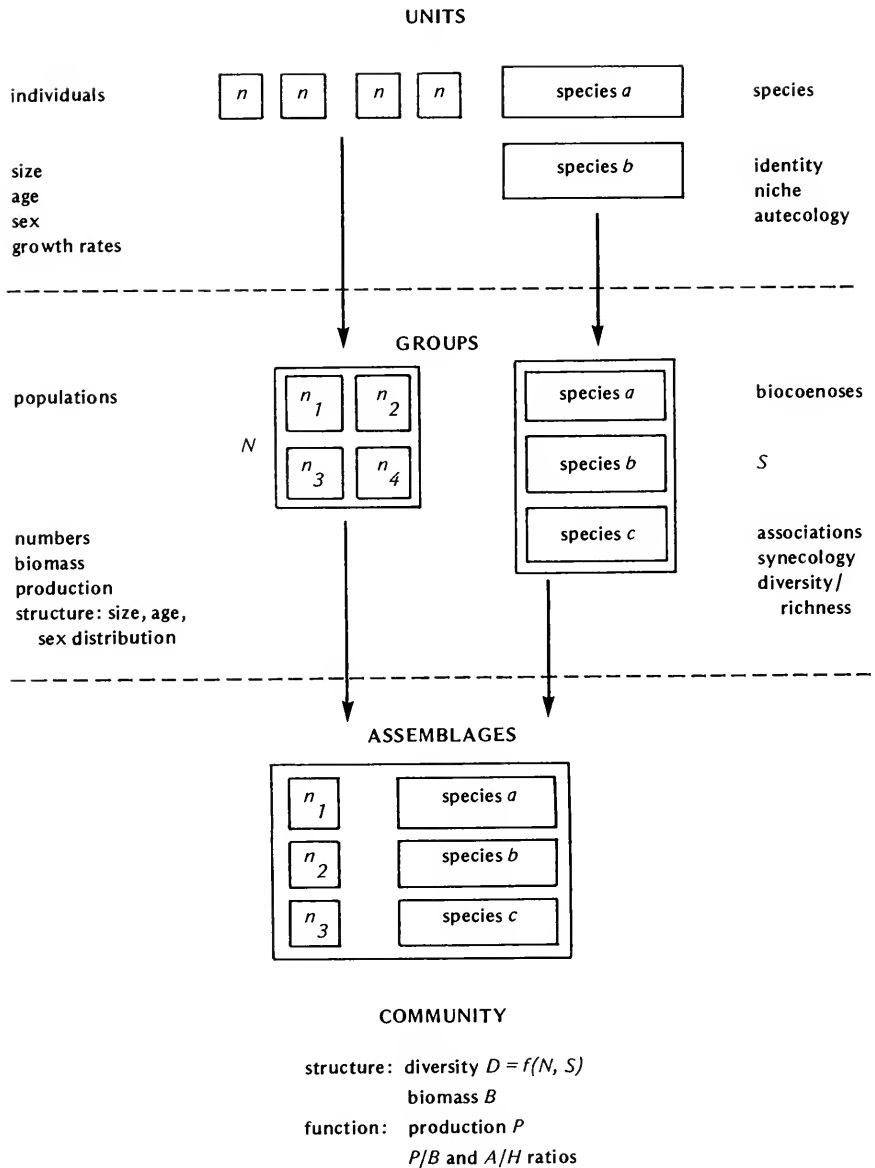 UNITS
individuals n n n n species a species
species b
size identity
age niche
sex autecology
growth rates
GROUPS
populations n1 n2 species a biocoenoses
N species b S
n3 n4
species c
numbers associations
biomass synecology
production diversity/
structure: size, age, richness
sex distribution
ASSEMBLAGES
n1 species a
n2 species b
n3 species c
COMMUNITY
structure: diversity D = f(N, S)
biomass B
function: production P
P/B and A/H ratios